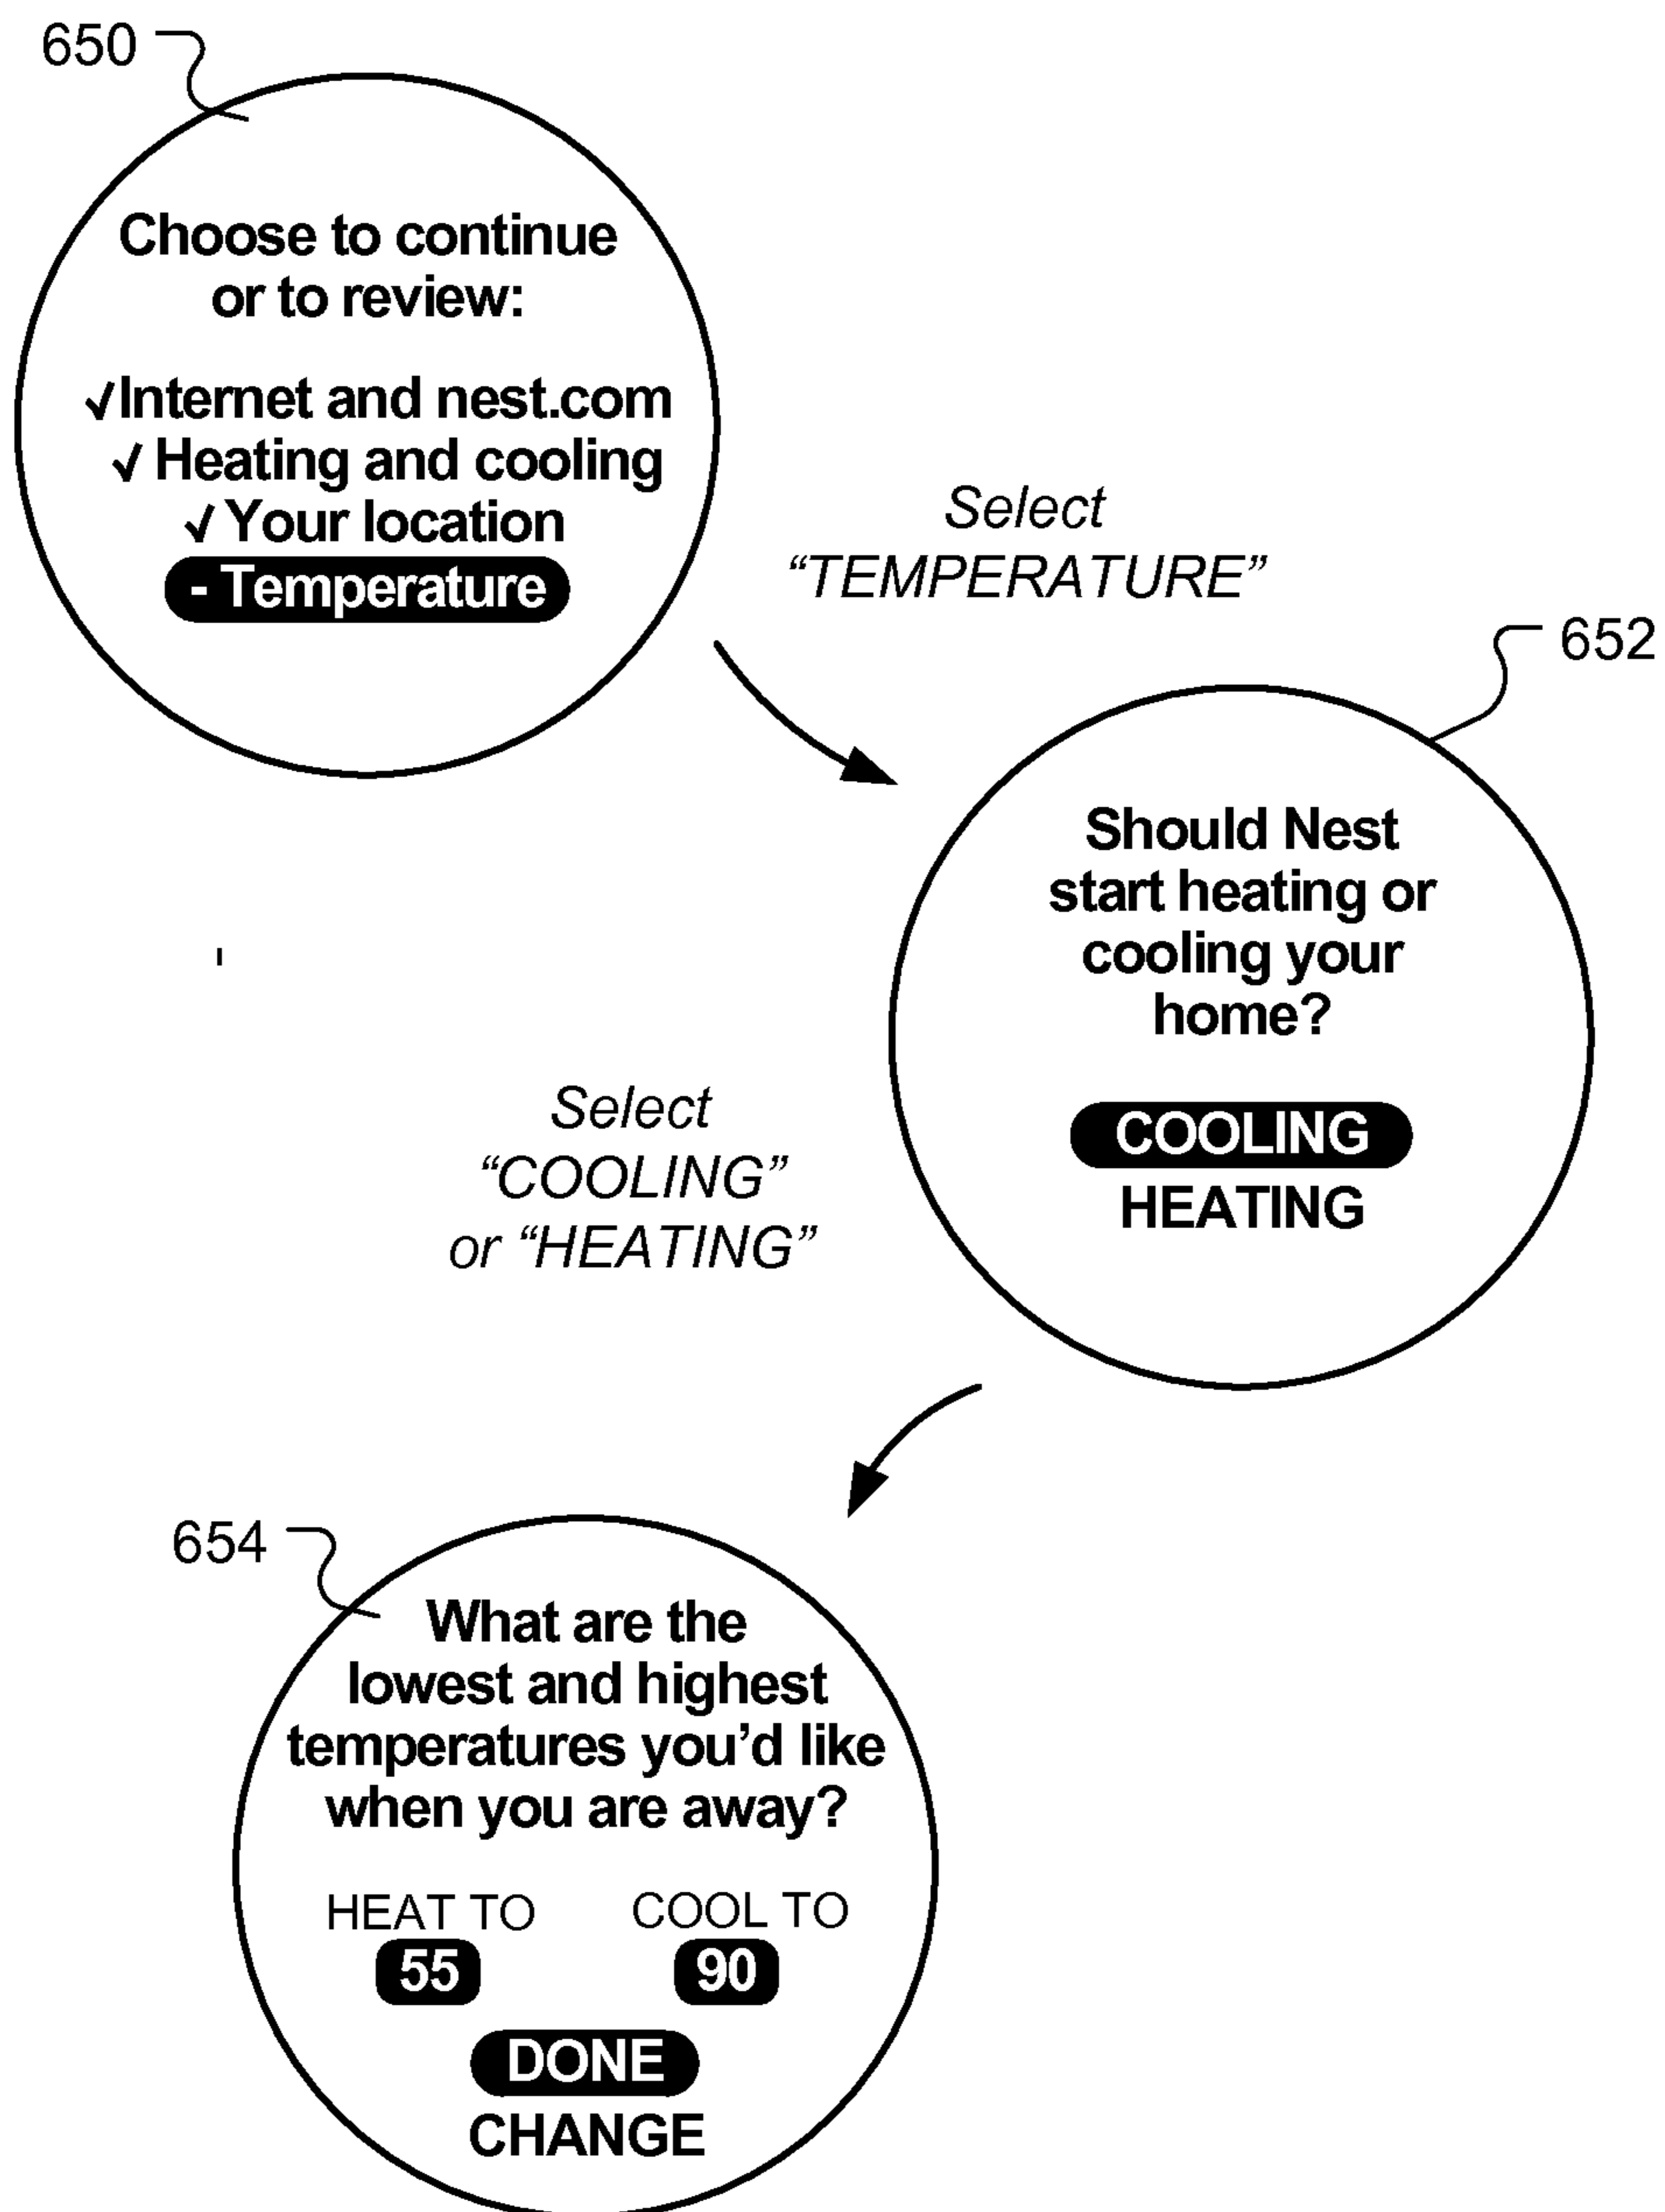 650
Choose to continue
or to review:
√Internet and nest.com
√ Heating and cooling
√ Your location
- Temperature
Select
“TEMPERATURE”
652
Should Nest
start heating or
cooling your
home?
COOLING
HEATING
Select
“COOLING”
or “HEATING”
654
What are the
lowest and highest
temperatures you’d like
when you are away?
HEAT TO COOL TO
55 90
DONE
CHANGE